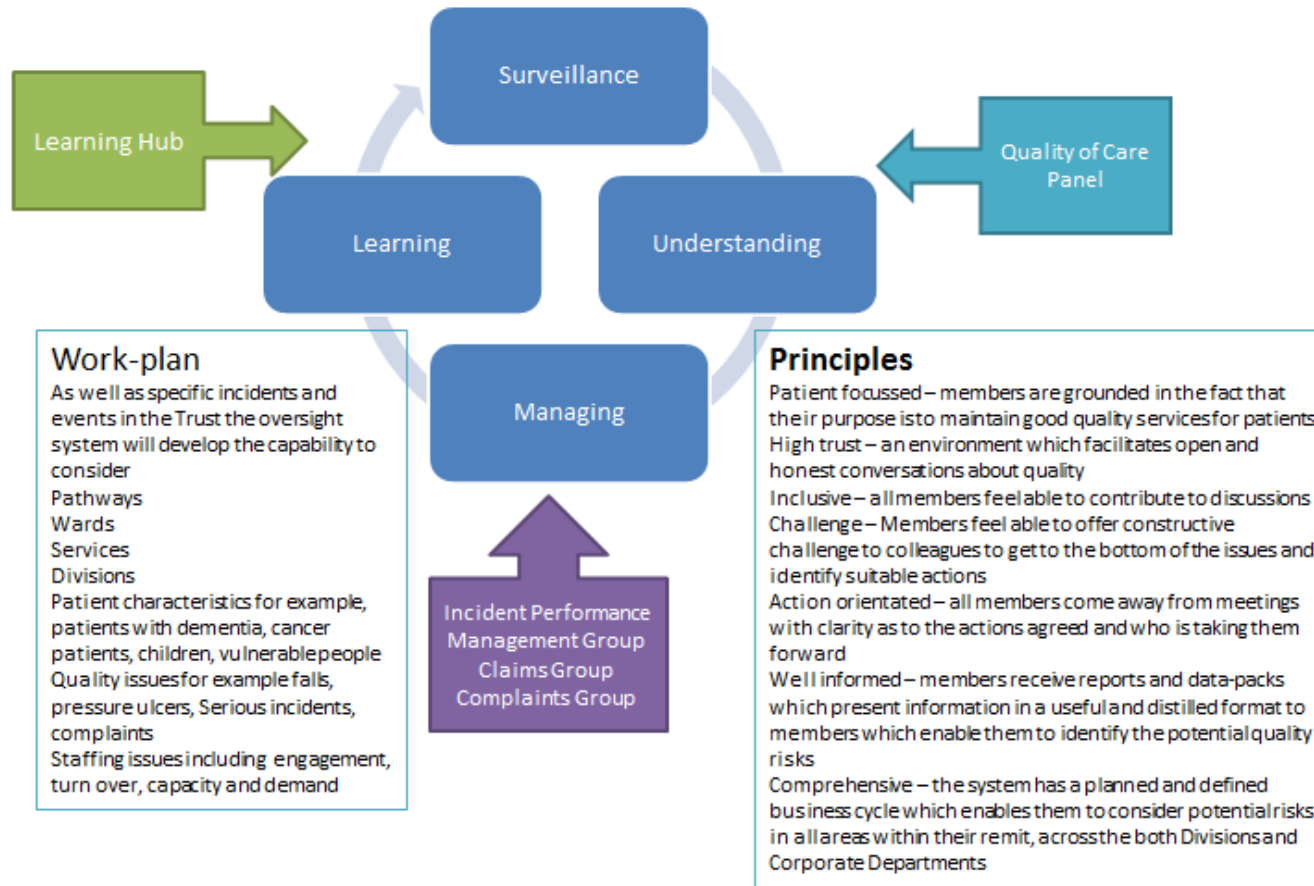 Surveillance
Learning Hub
Quality of Care
Panel
Learning
Understanding
Managing
Work-plan
As well as specific incidents and
events in the Trust the oversight
system will develop the capability to
consider
Pathways
Wards
Services
Divisions
Patient characteristics for example,
patients with dementia, cancer
patients, children, vulnerable people
Quality issues for example falls,
pressure ulcers, Serious incidents,
complaints
Staffing issues including engagement,
turn over, capacity and demand
Incident Performance
Management Group
Claims Group
Complaints Group
Principles
Patient focussed – members are grounded in the fact that
their purpose is to maintain good quality services for patients
High trust – an environment which facilitates open and
honest conversations about quality
Inclusive – all members feel able to contribute to discussions
Challenge – Members feel able to offer constructive
challenge to colleagues to get to the bottom of the issues and
identify suitable actions
Action orientated – all members come away from meetings
with clarity as to the actions agreed and who is taking them
forward
Well informed – members receive reports and data-packs
which present information in a useful and distilled format to
members which enable them to identify the potential quality
risks
Comprehensive – the system has a planned and defined
business cycle which enables them to consider potential risks
in all areas within their remit, across the both Divisions and
Corporate Departments